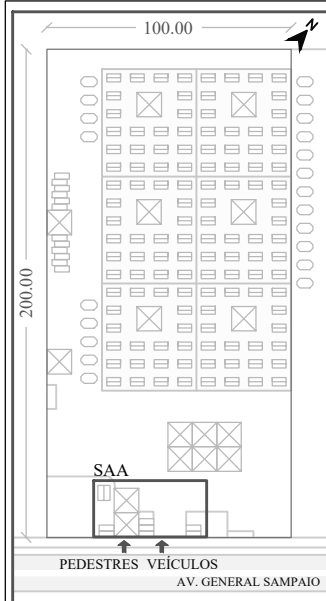 100.00
N
200.00
SAA
PEDESTRES VEÍCULOS
AV. GENERAL SAMPAIO